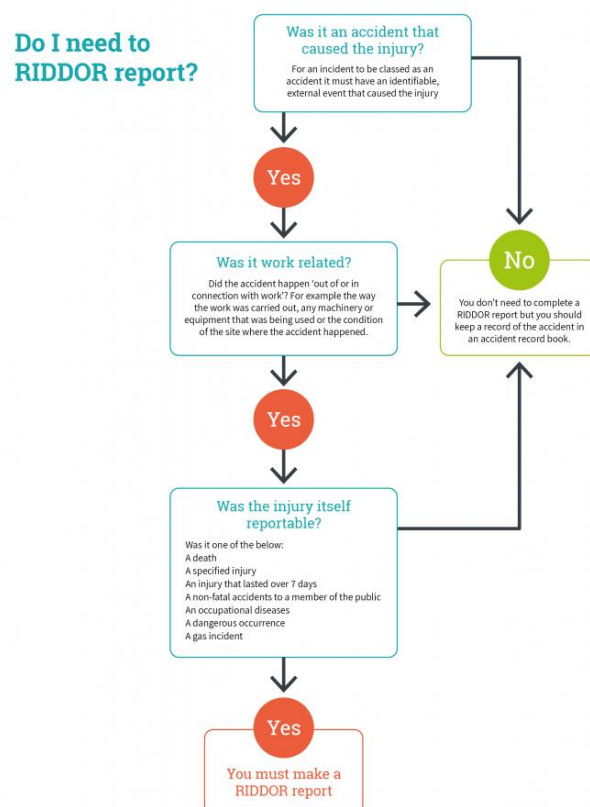 Do I need to
RIDDOR report?
Was it an accident that
caused the injury?
For an incident to be classed as an
accident it must have an identifiable,
external event that caused the injury
Yes
Was it work related?
Did the accident happen ‘out of or in
connection with work’? For example the way
the work was carried out, any machinery or
equipment that was being used or the condition
of the site where the accident happened.
No
You don't need to complete a
RIDDOR report but you should
keep a record of the accident in
an accident record book.
Yes
Was the injury itself
reportable?
Was it one of the below:
A death
A specified injury
An injury that lasted over 7 days
A non-fatal accidents to a member of the public
An occupational diseases
A dangerous occurrence
A gas incident
Yes
You must make a
RIDDOR report